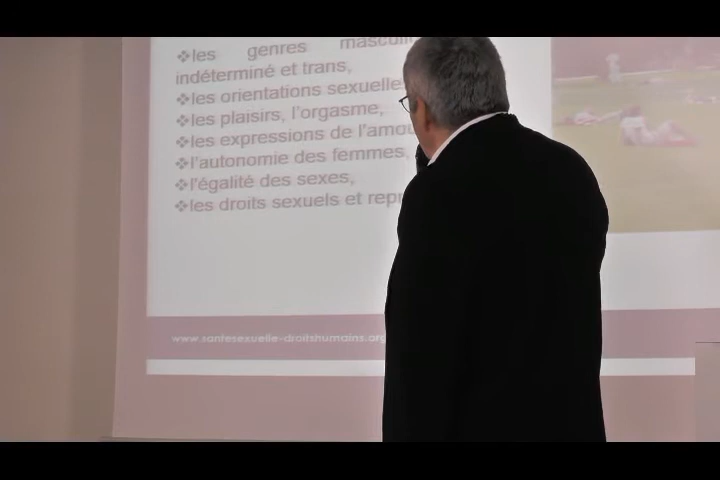 ❖les genres masculi
indéterminé et trans,
❖les orientations sexuelle
❖les plaisirs, l'orgasme,
❖les expressions de l'amou
❖l'autonomie des femmes,
❖l'égalité des sexes,
❖les droits sexuels et repr
www.santesexuelle-droitshumains.org